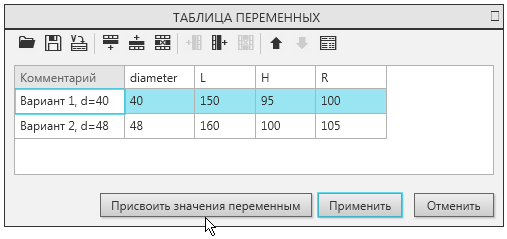 ТАБЛИЦА ПЕРЕМЕННЫХ
Комментарий diameter L H R
Вариант 1, d=40 40 150 95 100
Вариант 2, d=48 48 160 100 105
Присвоить значения переменным Применить Отменить